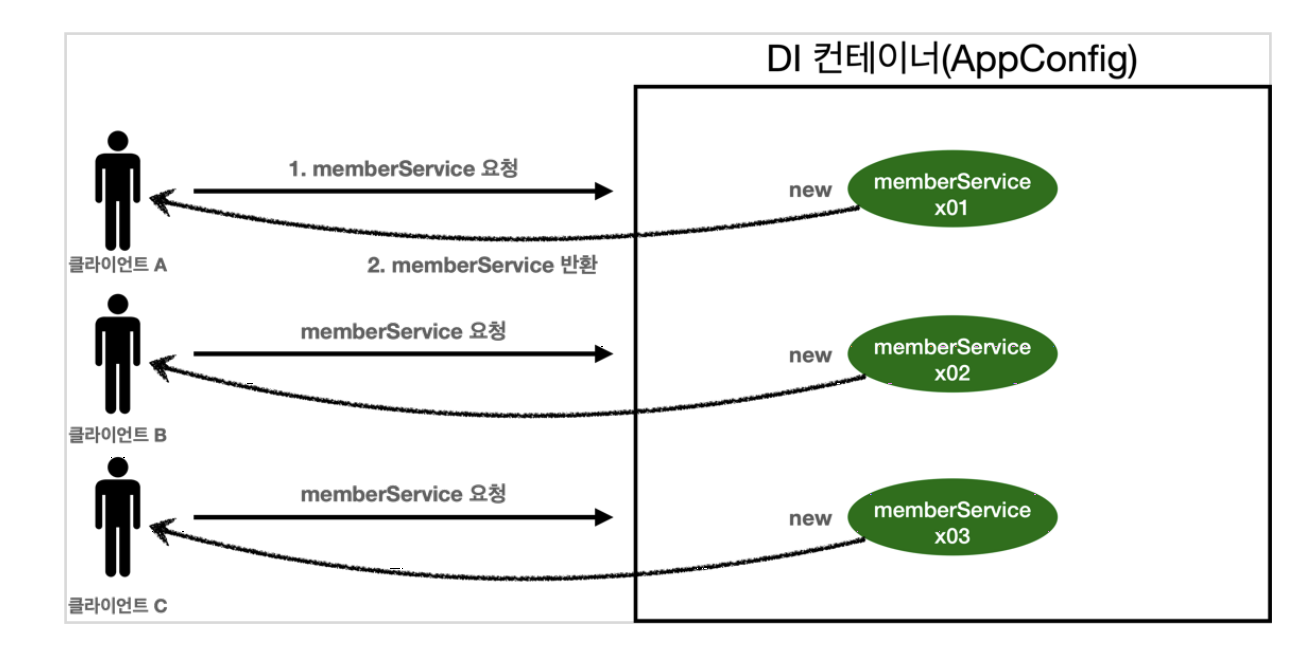 DI 컨테이너(AppConfig)
1. memberService 요청
new
memberService
x01
클라이언트 A
2. memberService 반환
memberService 요청
new
memberService
x02
클라이언트 B
memberService 요청
new
memberService
x03
클라이언트 C